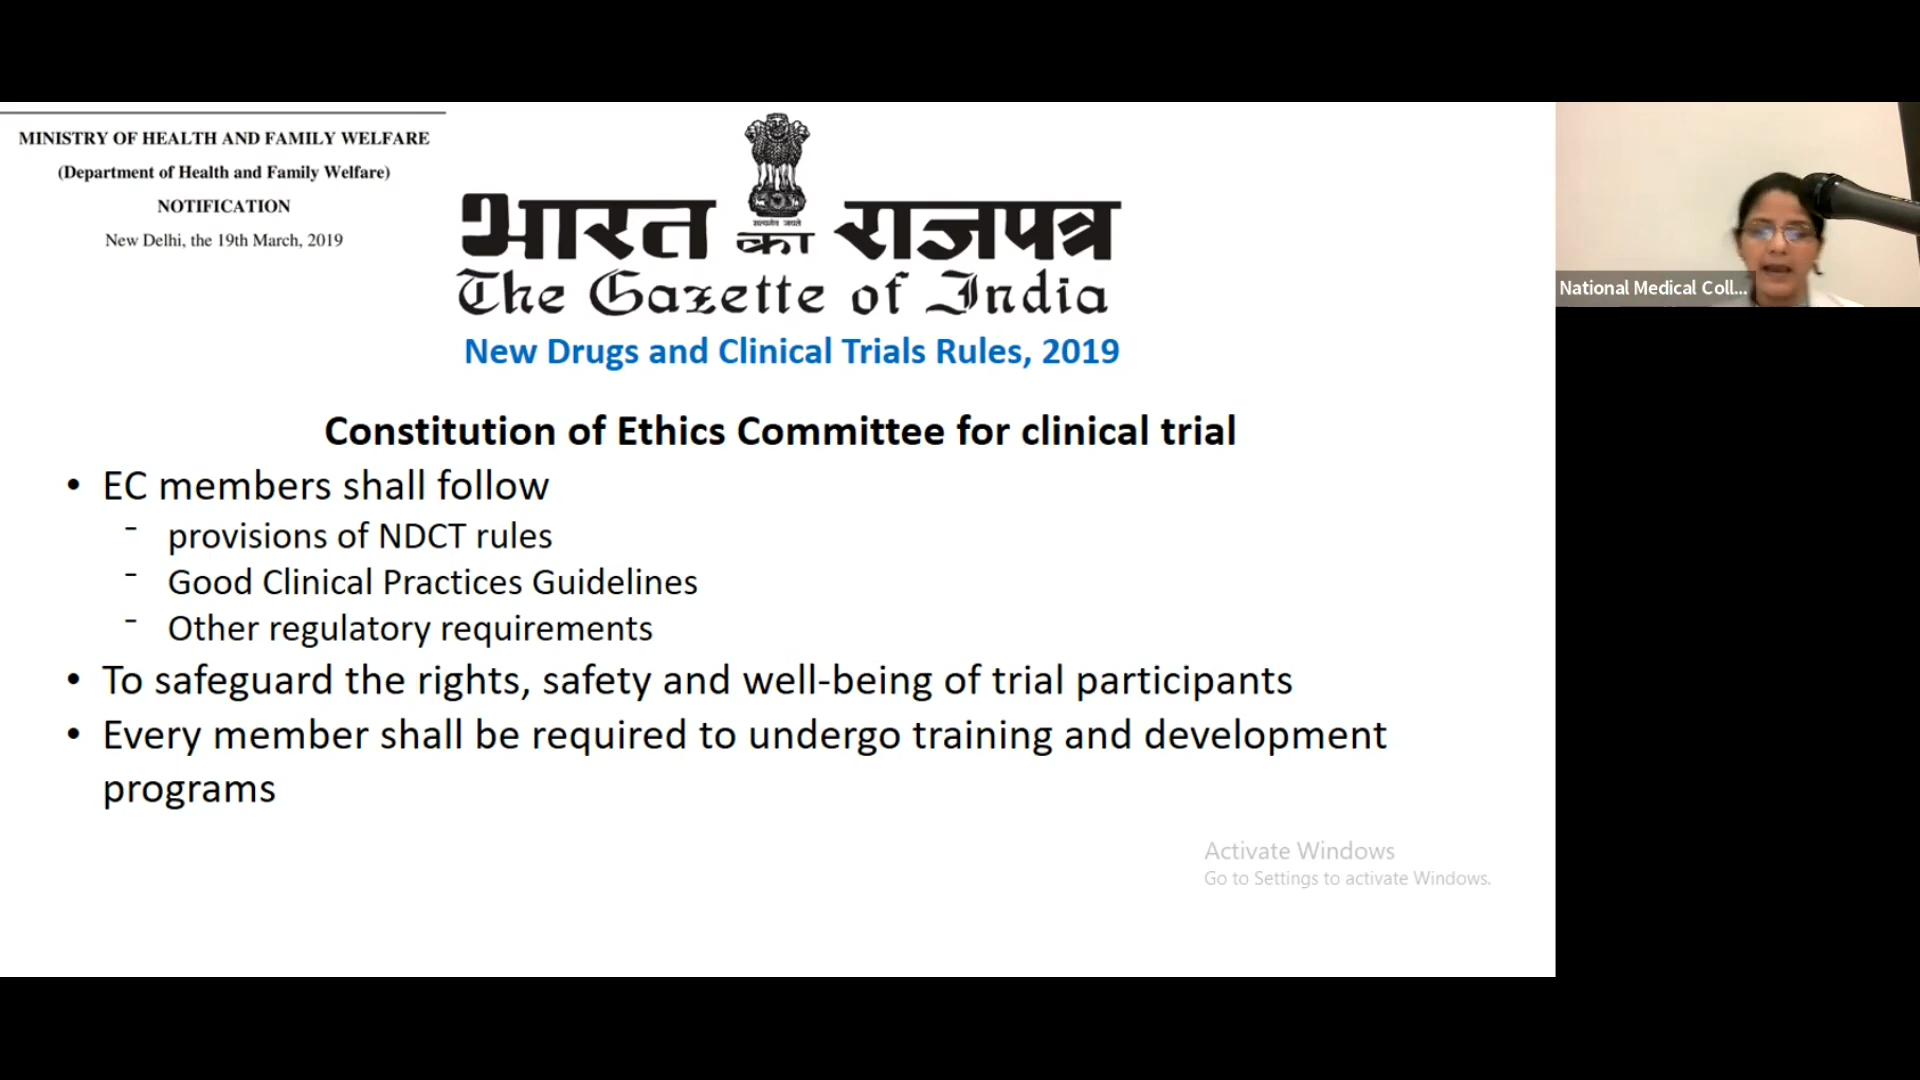 MINISTRY OF HEALTH AND FAMILY WELFARE
(Department of Health and Family Welfare)
NOTIFICATION
New Delhi, the 19th March, 2019
सत्यमेव जयते
भारत का राजपत्र
The Gazette of India
New Drugs and Clinical Trials Rules, 2019
Constitution of Ethics Committee for clinical trial
• EC members shall follow
- provisions of NDCT rules
- Good Clinical Practices Guidelines
- Other regulatory requirements
• To safeguard the rights, safety and well-being of trial participants
• Every member shall be required to undergo training and development
programs
Activate Windows
Go to Settings to activate Windows.
National Medical Coll...